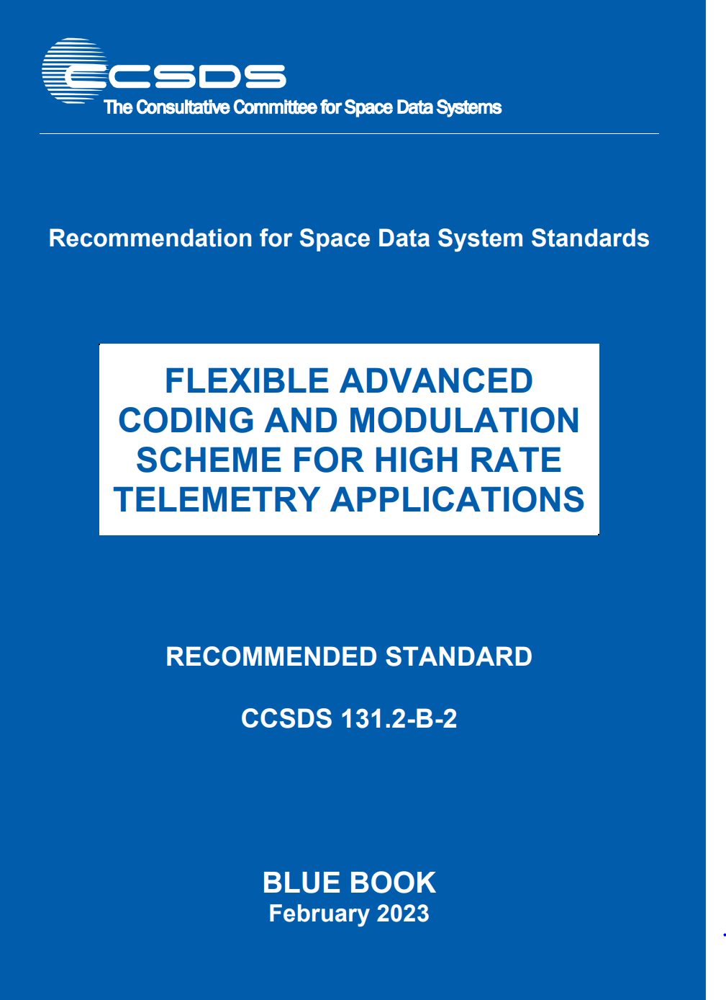 CCSDS
The Consultative Committee for Space Data Systems
Recommendation for Space Data System Standards
FLEXIBLE ADVANCED
CODING AND MODULATION
SCHEME FOR HIGH RATE
TELEMETRY APPLICATIONS
RECOMMENDED STANDARD
CCSDS 131.2-B-2
BLUE BOOK
February 2023